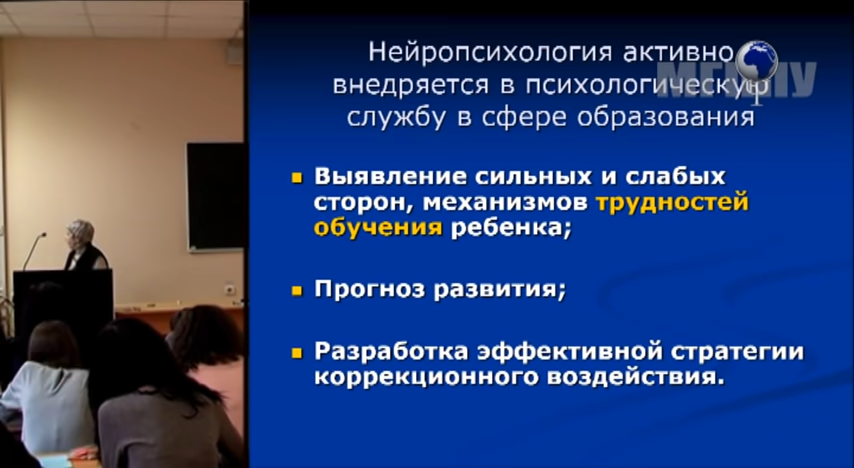 Нейропсихология активно
внедряется в психологическую
службу в сфере образования
МГППУ
Выявление сильных и слабых
сторон, механизмов трудностей
обучения ребенка;
Прогноз развития;
Разработка эффективной стратегии
коррекционного воздействия.